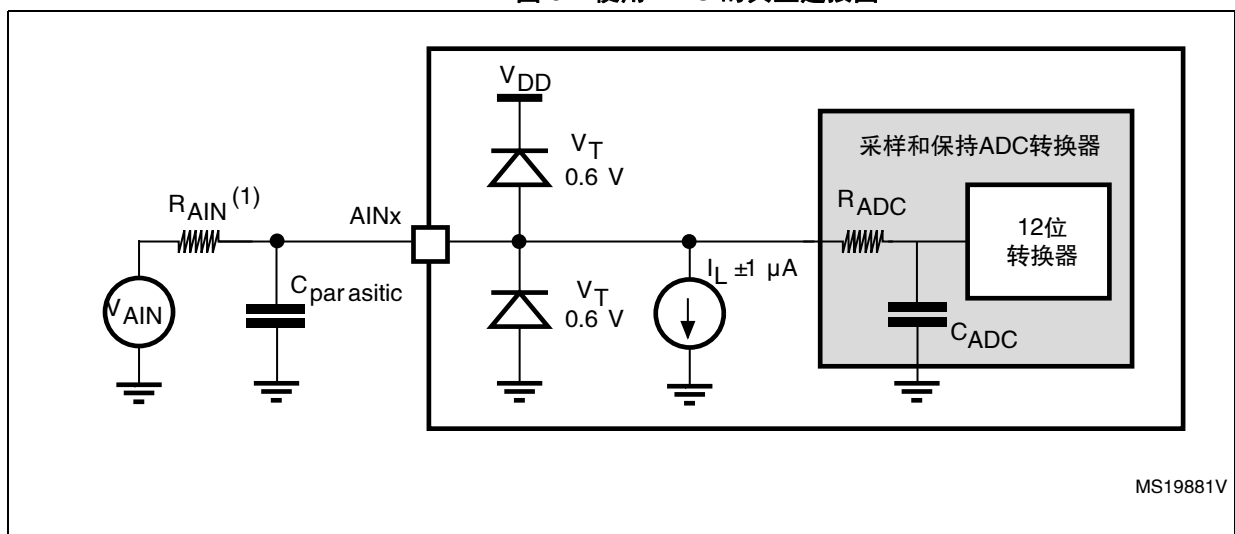 V_DD
V_T
0.6 V
采样和保持ADC转换器
R_AIN (1)
AINx
R_ADC
12位
转换器
I_L ±1 µA
C_parasitic
V_T
0.6 V
V_AIN
C_ADC
MS19881V